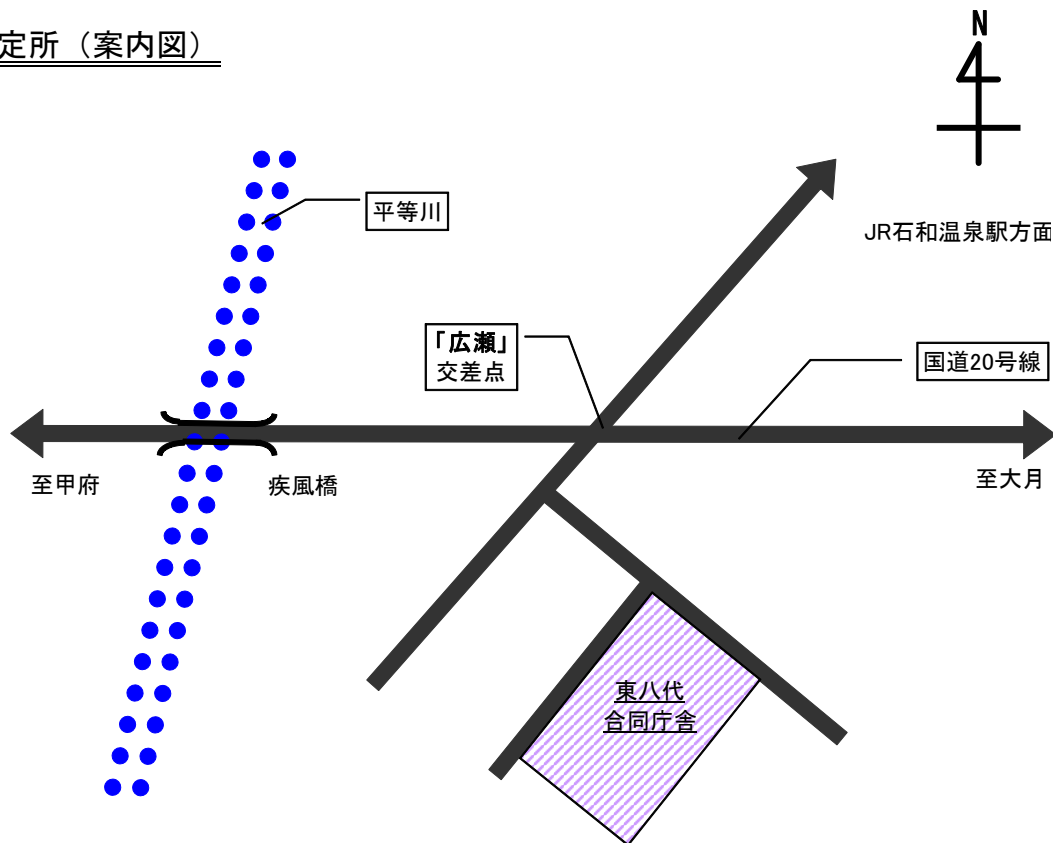 定所（案内図）
N
平等川
JR石和温泉駅方面
「広瀬」
交差点
国道20号線
至甲府
疾風橋
至大月
東八代
合同庁舎